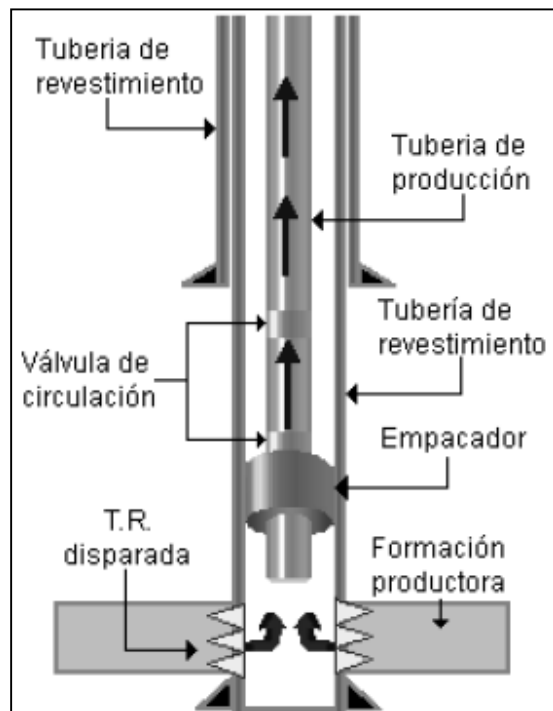 Tuberia de
revestimiento
Tuberia de
producción
Válvula de
circulación
Tubería de
revestimiento
Empacador
T.R.
disparada
Formación
productora